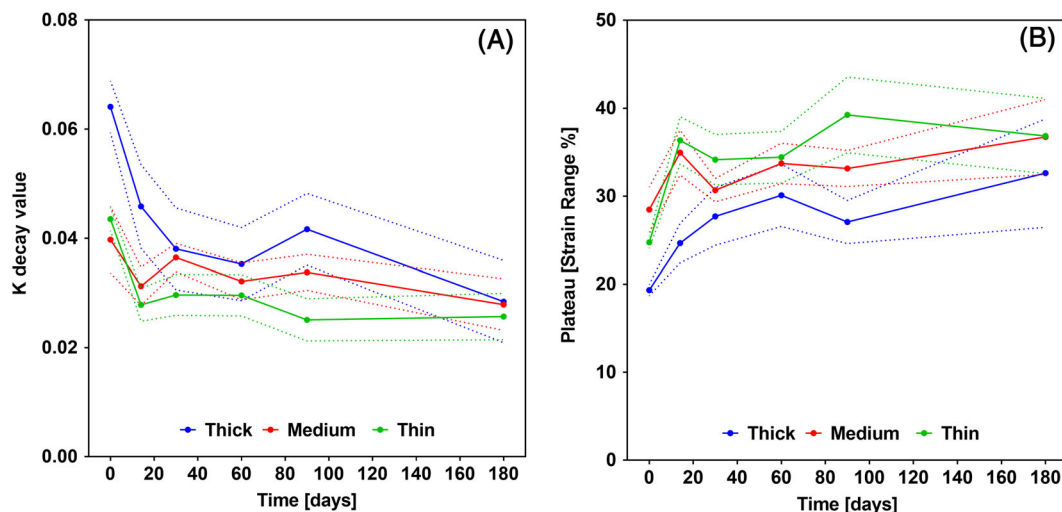 (A)
K decay value
0.08
0.06
0.04
0.02
0.00
Thick Medium Thin
0 20 40 60 80 100 120 140 160 180
Time [days]
(B)
Plateau [Strain Range %]
50
40
30
20
10
0
Thick Medium Thin
0 20 40 60 80 100 120 140 160 180
Time [days]